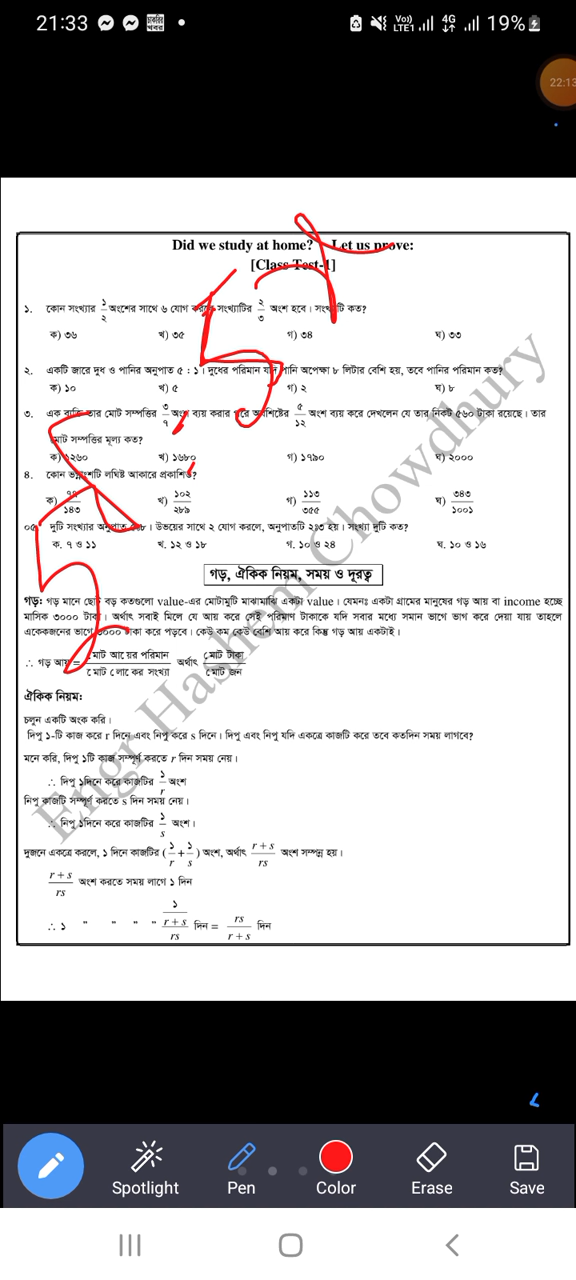 21:33
Vo) LTE1 4G 19%
22:13
Did we study at home? Let us prove:
[Class Test-1]
১. কোন সংখ্যার ১/২ অংশের সাথে ৬ যোগ করলে সংখ্যাটির ২/৩ অংশ হবে। সংখ্যাটি কত?
ক) ৩৬ খ) ৩৫ গ) ৩৪ ঘ) ৩৩
২. একটি জারে দুধ ও পানির অনুপাত ৫ : ১। দুধের পরিমান যদি পানি অপেক্ষা ৮ লিটার বেশি হয়, তবে পানির পরিমান কত?
ক) ১০ খ) ৫ গ) ২ ঘ) ৮
৩. এক ব্যক্তি তার মোট সম্পত্তির ৩/৭ অংশ ব্যয় করার পরে অবশিষ্টের ৫/১২ অংশ ব্যয় করে দেখলেন যে তার নিকট ৫৬০ টাকা রয়েছে। তার
মোট সম্পত্তির মূল্য কত?
ক) ১২৬০ খ) ১৬৮০ গ) ১৭৯০ ঘ) ২০০০
৪. কোন ভগ্নাংশটি লঘিষ্ট আকারে প্রকাশিত?
ক) ৭৭/১৪৩ খ) ১০২/২৮৯ গ) ১১৩/৩৫৫ ঘ) ৩৪৩/১০০১
০৫. দুটি সংখ্যার অনুপাত ৫ঃ৮। উভয়ের সাথে ২ যোগ করলে, অনুপাতটি ২ঃ৩ হয়। সংখ্যা দুটি কত?
ক. ৭ ও ১১ খ. ১২ ও ১৮ গ. ১০ ও ২৪ ঘ. ১০ ও ১৬
গড়, ঐকিক নিয়ম, সময় ও দূরত্ব
গড়: গড় মানে ছোট বড় কতগুলো value-এর মোটামুটি মাঝামাঝি একটা value। যেমনঃ একটা গ্রামের মানুষের গড় আয় বা income হচ্ছে
মাসিক ৩০০০ টাকা। অর্থাৎ সবাই মিলে যে আয় করে সেই পরিমাণ টাকাকে যদি সবার মধ্যে সমান ভাগে ভাগ করে দেয়া যায় তাহলে
একেকজনের ভাগে ৩০০০ টাকা করে পড়বে। কেউ কম কেউ বেশি আয় করে কিন্তু গড় আয় একটাই।
∴ গড় আয় = মোট আয়ের পরিমান/মোট লোকের সংখ্যা অর্থাৎ মোট টাকা/মোট জন
ঐকিক নিয়ম:
চলুন একটি অংক করি।
দিপু ১-টি কাজ করে r দিনে এবং নিপু করে s দিনে। দিপু এবং নিপু যদি একত্রে কাজটি করে তবে কতদিন সময় লাগবে?
মনে করি, দিপু ১টি কাজ সম্পূর্ণ করতে r দিন সময় নেয়।
∴ দিপু ১দিনে করে কাজটির ১/r অংশ
নিপু কাজটি সম্পূর্ণ করতে s দিন সময় নেয়।
∴ নিপু ১দিনে করে কাজটির ১/s অংশ।
দুজনে একত্রে করলে, ১ দিনে কাজটির (১/r + ১/s) অংশ, অর্থাৎ (r+s)/rs অংশ সম্পন্ন হয়।
(r+s)/rs অংশ করতে সময় লাগে ১ দিন
∴ ১ " " " " ১/((r+s)/rs) দিন = rs/(r+s) দিন
Engr Hashem Chowdhury
Spotlight Pen Color Erase Save